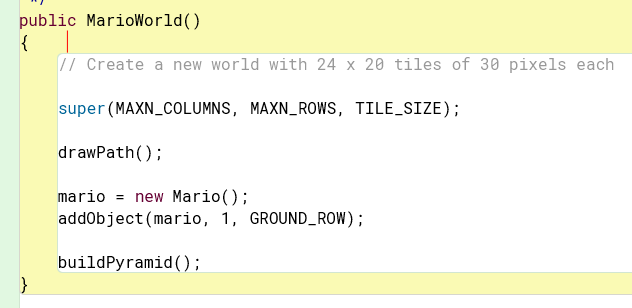 */
public MarioWorld()
{
// Create a new world with 24 x 20 tiles of 30 pixels each
super(MAXN_COLUMNS, MAXN_ROWS, TILE_SIZE);
drawPath();
mario = new Mario();
addObject(mario, 1, GROUND_ROW);
buildPyramid();
}